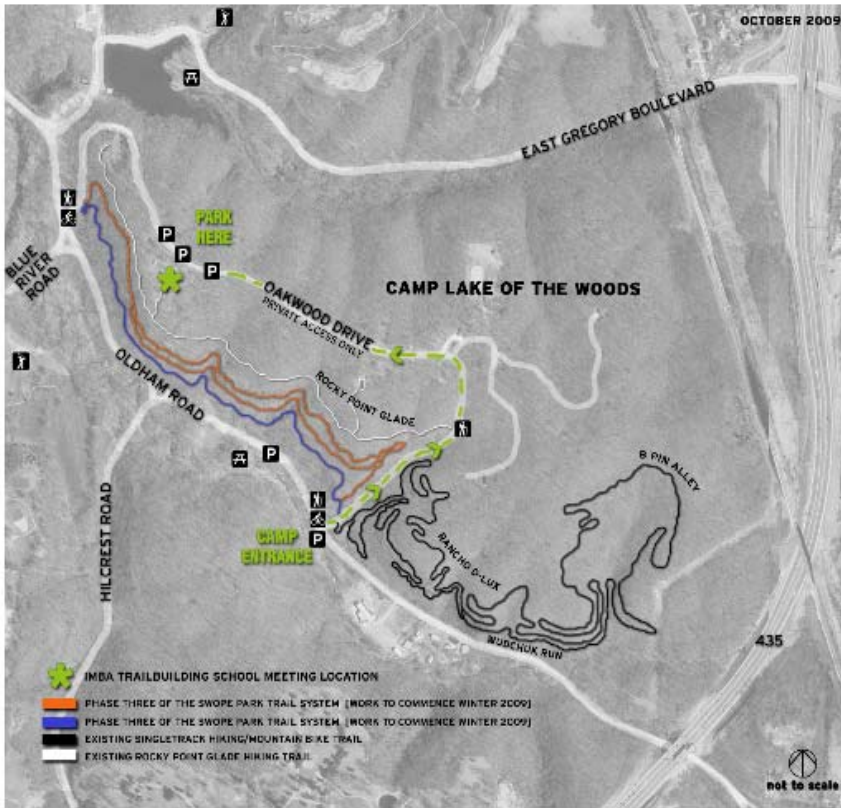 OCTOBER 2009
EAST GREGORY BOULEVARD
P
PARK
HERE
P
P
P
BLUE
RIVER
ROAD
OAKWOOD DRIVE
PRIVATE ACCESS ONLY
CAMP LAKE OF THE WOODS
OLDHAM ROAD
ROCKY POINT GLADE
P
B PIN ALLEY
HILCREST ROAD
CAMP
ENTRANCE
P
RANCHO D-LUX
WUDCHUK RUN
435
IMBA TRAILBUILDING SCHOOL MEETING LOCATION
PHASE THREE OF THE SWOPE PARK TRAIL SYSTEM [WORK TO COMMENCE WINTER 2009]
PHASE THREE OF THE SWOPE PARK TRAIL SYSTEM [WORK TO COMMENCE WINTER 2009]
EXISTING SINGLETRACK HIKING/MOUNTAIN BIKE TRAIL
EXISTING ROCKY POINT GLADE HIKING TRAIL
not to scale